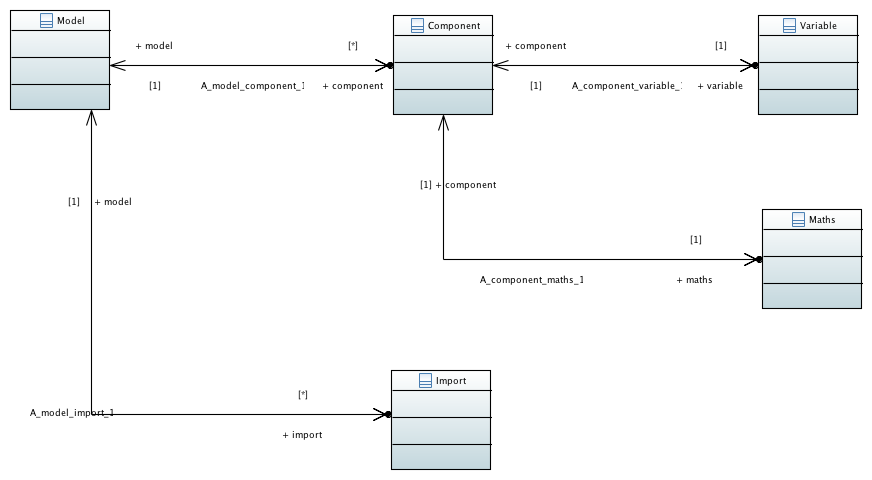 Model
Component
Variable
+ model
[*]
+ component
[1]
[1]
A_model_component_1
+ component
[1]
A_component_variable_1
+ variable
[1] + component
[1]
+ model
Maths
[1]
A_component_maths_1
+ maths
Import
[*]
A_model_import_1
+ import